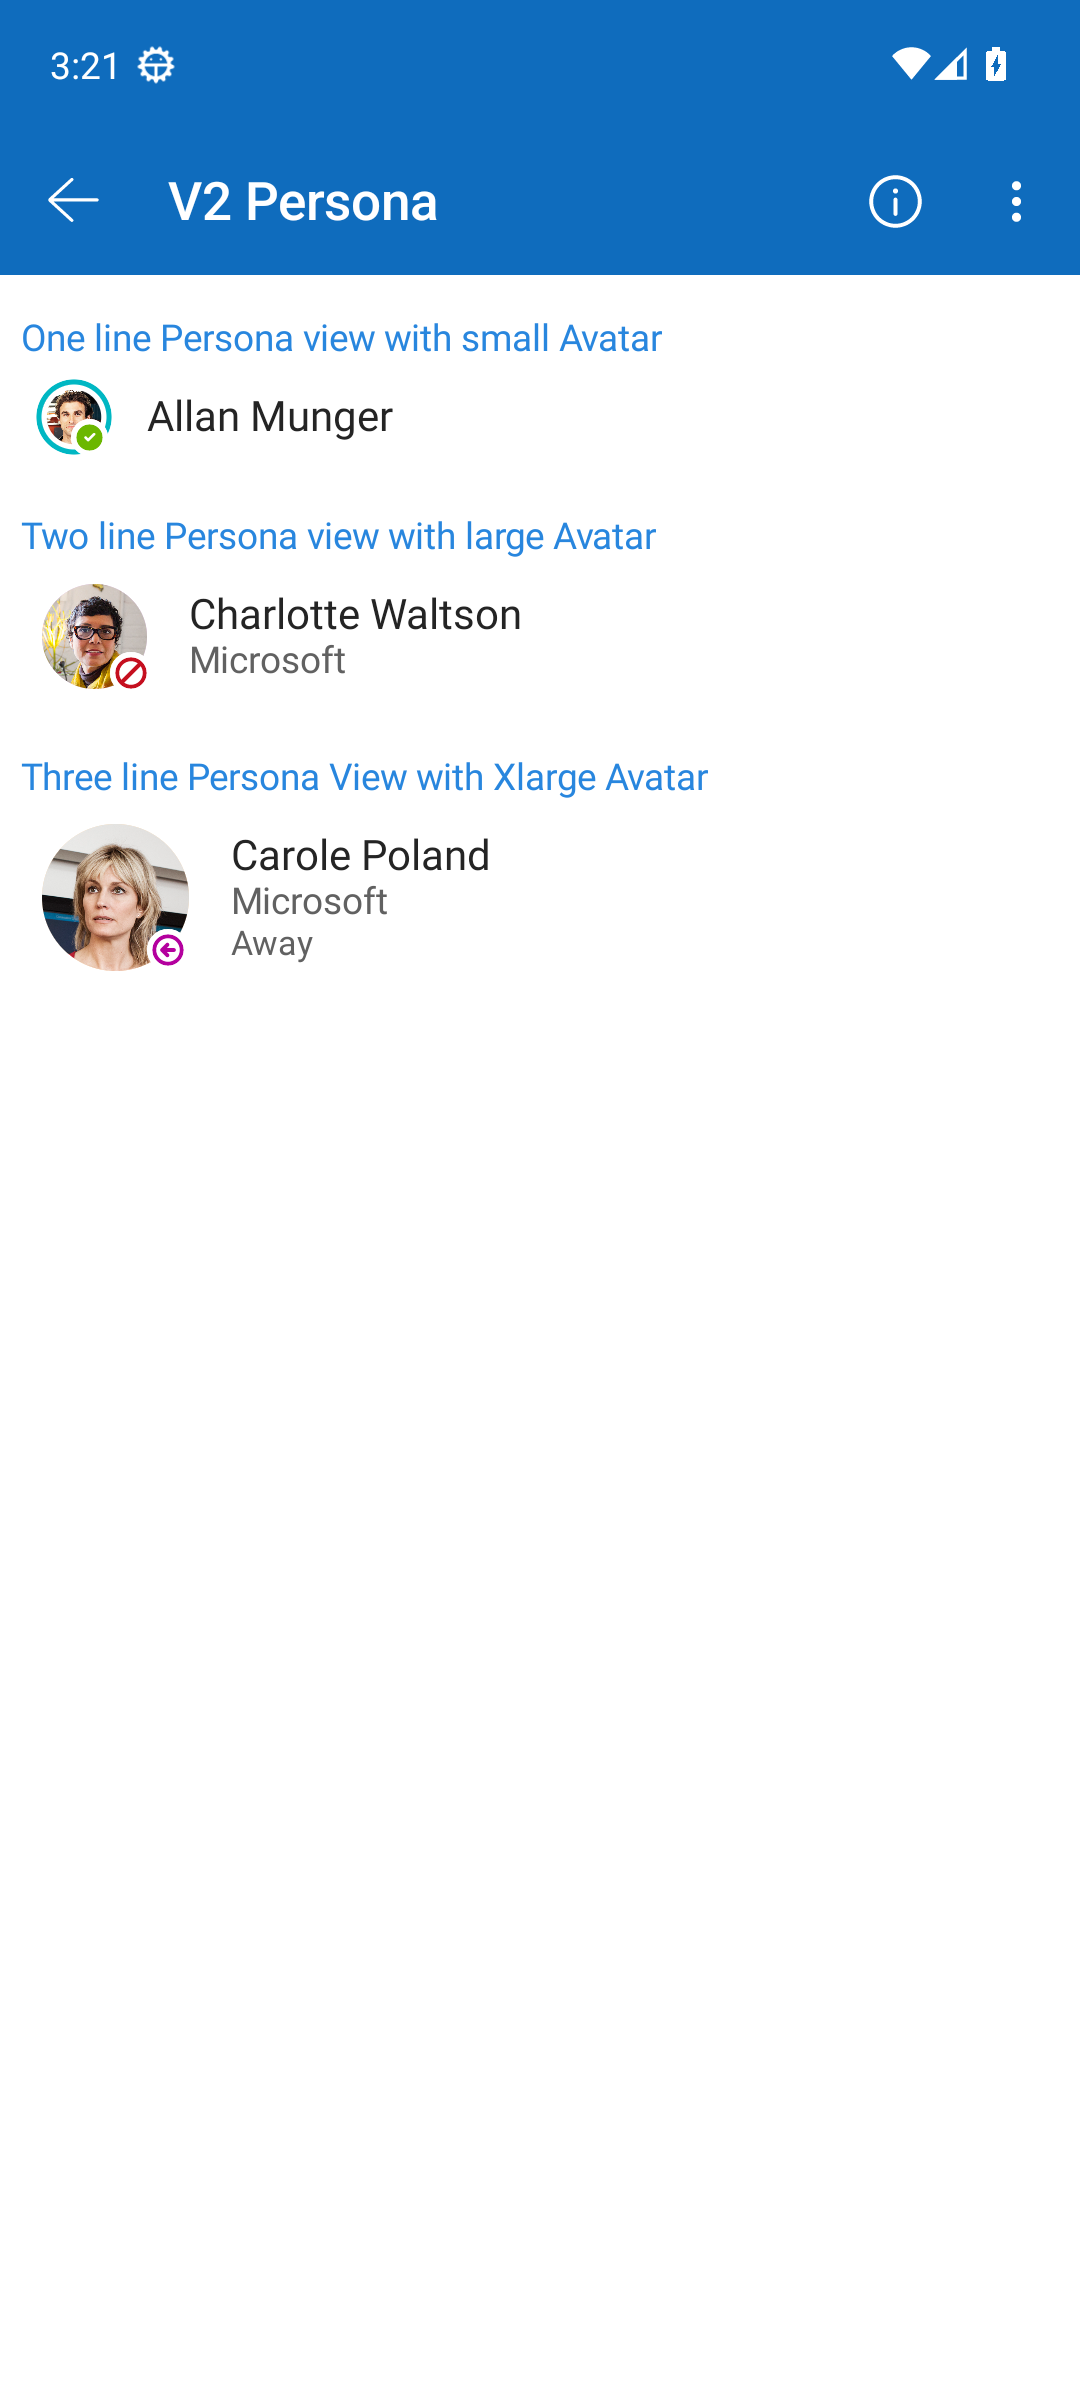 3:21
V2 Persona
One line Persona view with small Avatar
Allan Munger
Two line Persona view with large Avatar
Charlotte Waltson
Microsoft
Three line Persona View with Xlarge Avatar
Carole Poland
Microsoft
Away